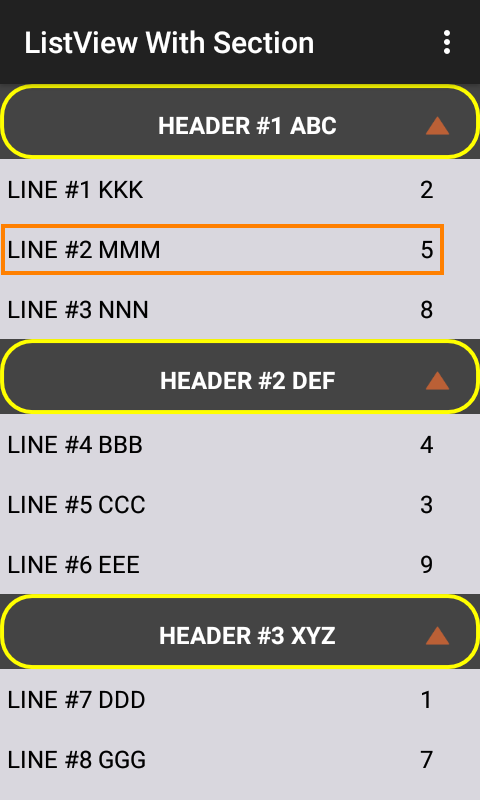 ListView With Section
HEADER #1 ABC
LINE #1 KKK 2
LINE #2 MMM 5
LINE #3 NNN 8
HEADER #2 DEF
LINE #4 BBB 4
LINE #5 CCC 3
LINE #6 EEE 9
HEADER #3 XYZ
LINE #7 DDD 1
LINE #8 GGG 7